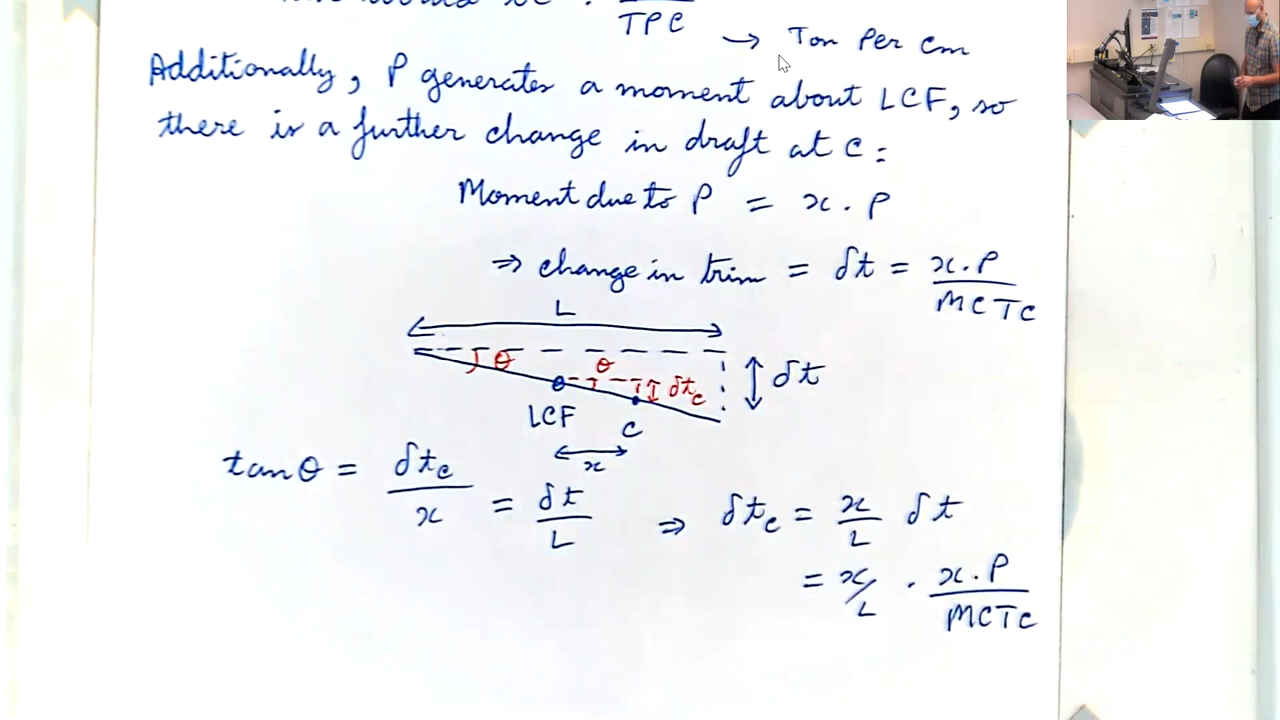 TPC → Ton Per Cm
Additionally, P generates a moment about LCF, so
there is a further change in draft at C:
Moment due to P = x . P
⇒ change in trim = δt = x.P / MCTC
L
θ θ δt_c δt
LCF C
x
tan θ = δt_c / x = δt / L ⇒ δt_c = x / L δt
= x/L . x.P / MCTC